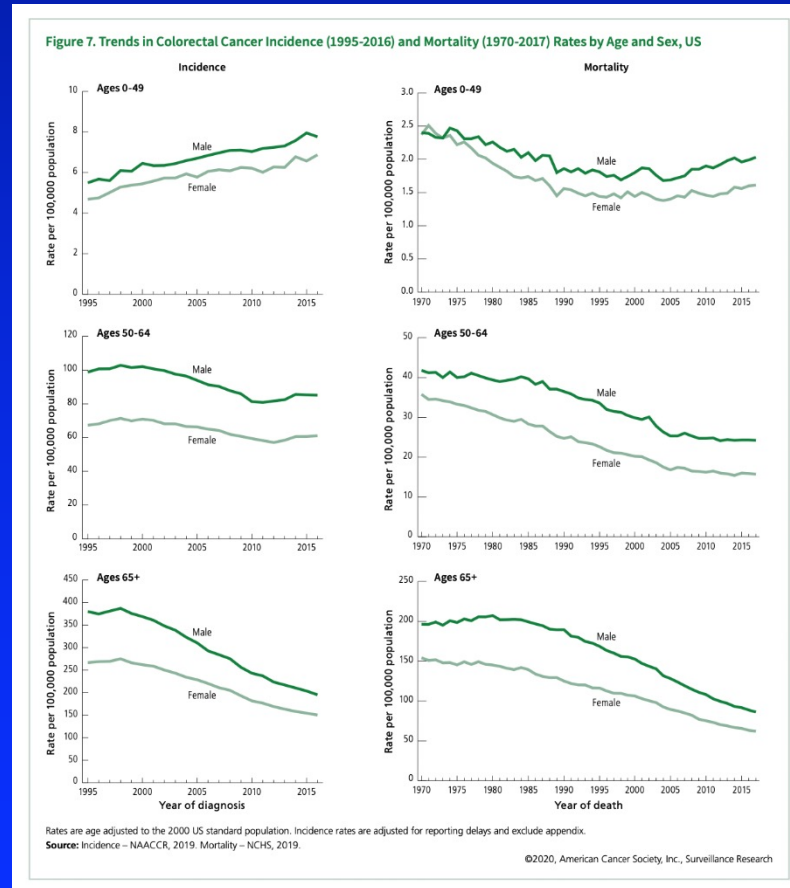 Figure 7. Trends in Colorectal Cancer Incidence (1995-2016) and Mortality (1970-2017) Rates by Age and Sex, US
Incidence
Mortality
Ages 0-49
Rate per 100,000 population
10
8
6
4
2
0
Male
Female
1995 2000 2005 2010 2015
Ages 0-49
Rate per 100,000 population
3.0
2.5
2.0
1.5
1.0
0.5
0.0
Male
Female
1970 1975 1980 1985 1990 1995 2000 2005 2010 2015
Ages 50-64
Rate per 100,000 population
120
100
80
60
40
20
0
Male
Female
1995 2000 2005 2010 2015
Ages 50-64
Rate per 100,000 population
50
40
30
20
10
0
Male
Female
1970 1975 1980 1985 1990 1995 2000 2005 2010 2015
Ages 65+
Rate per 100,000 population
450
400
350
300
250
200
150
100
50
0
Male
Female
1995 2000 2005 2010 2015
Year of diagnosis
Ages 65+
Rate per 100,000 population
250
200
150
100
50
0
Male
Female
1970 1975 1980 1985 1990 1995 2000 2005 2010 2015
Year of death
Rates are age adjusted to the 2000 US standard population. Incidence rates are adjusted for reporting delays and exclude appendix.
Source: Incidence – NAACCR, 2019. Mortality – NCHS, 2019.
©2020, American Cancer Society, Inc., Surveillance Research